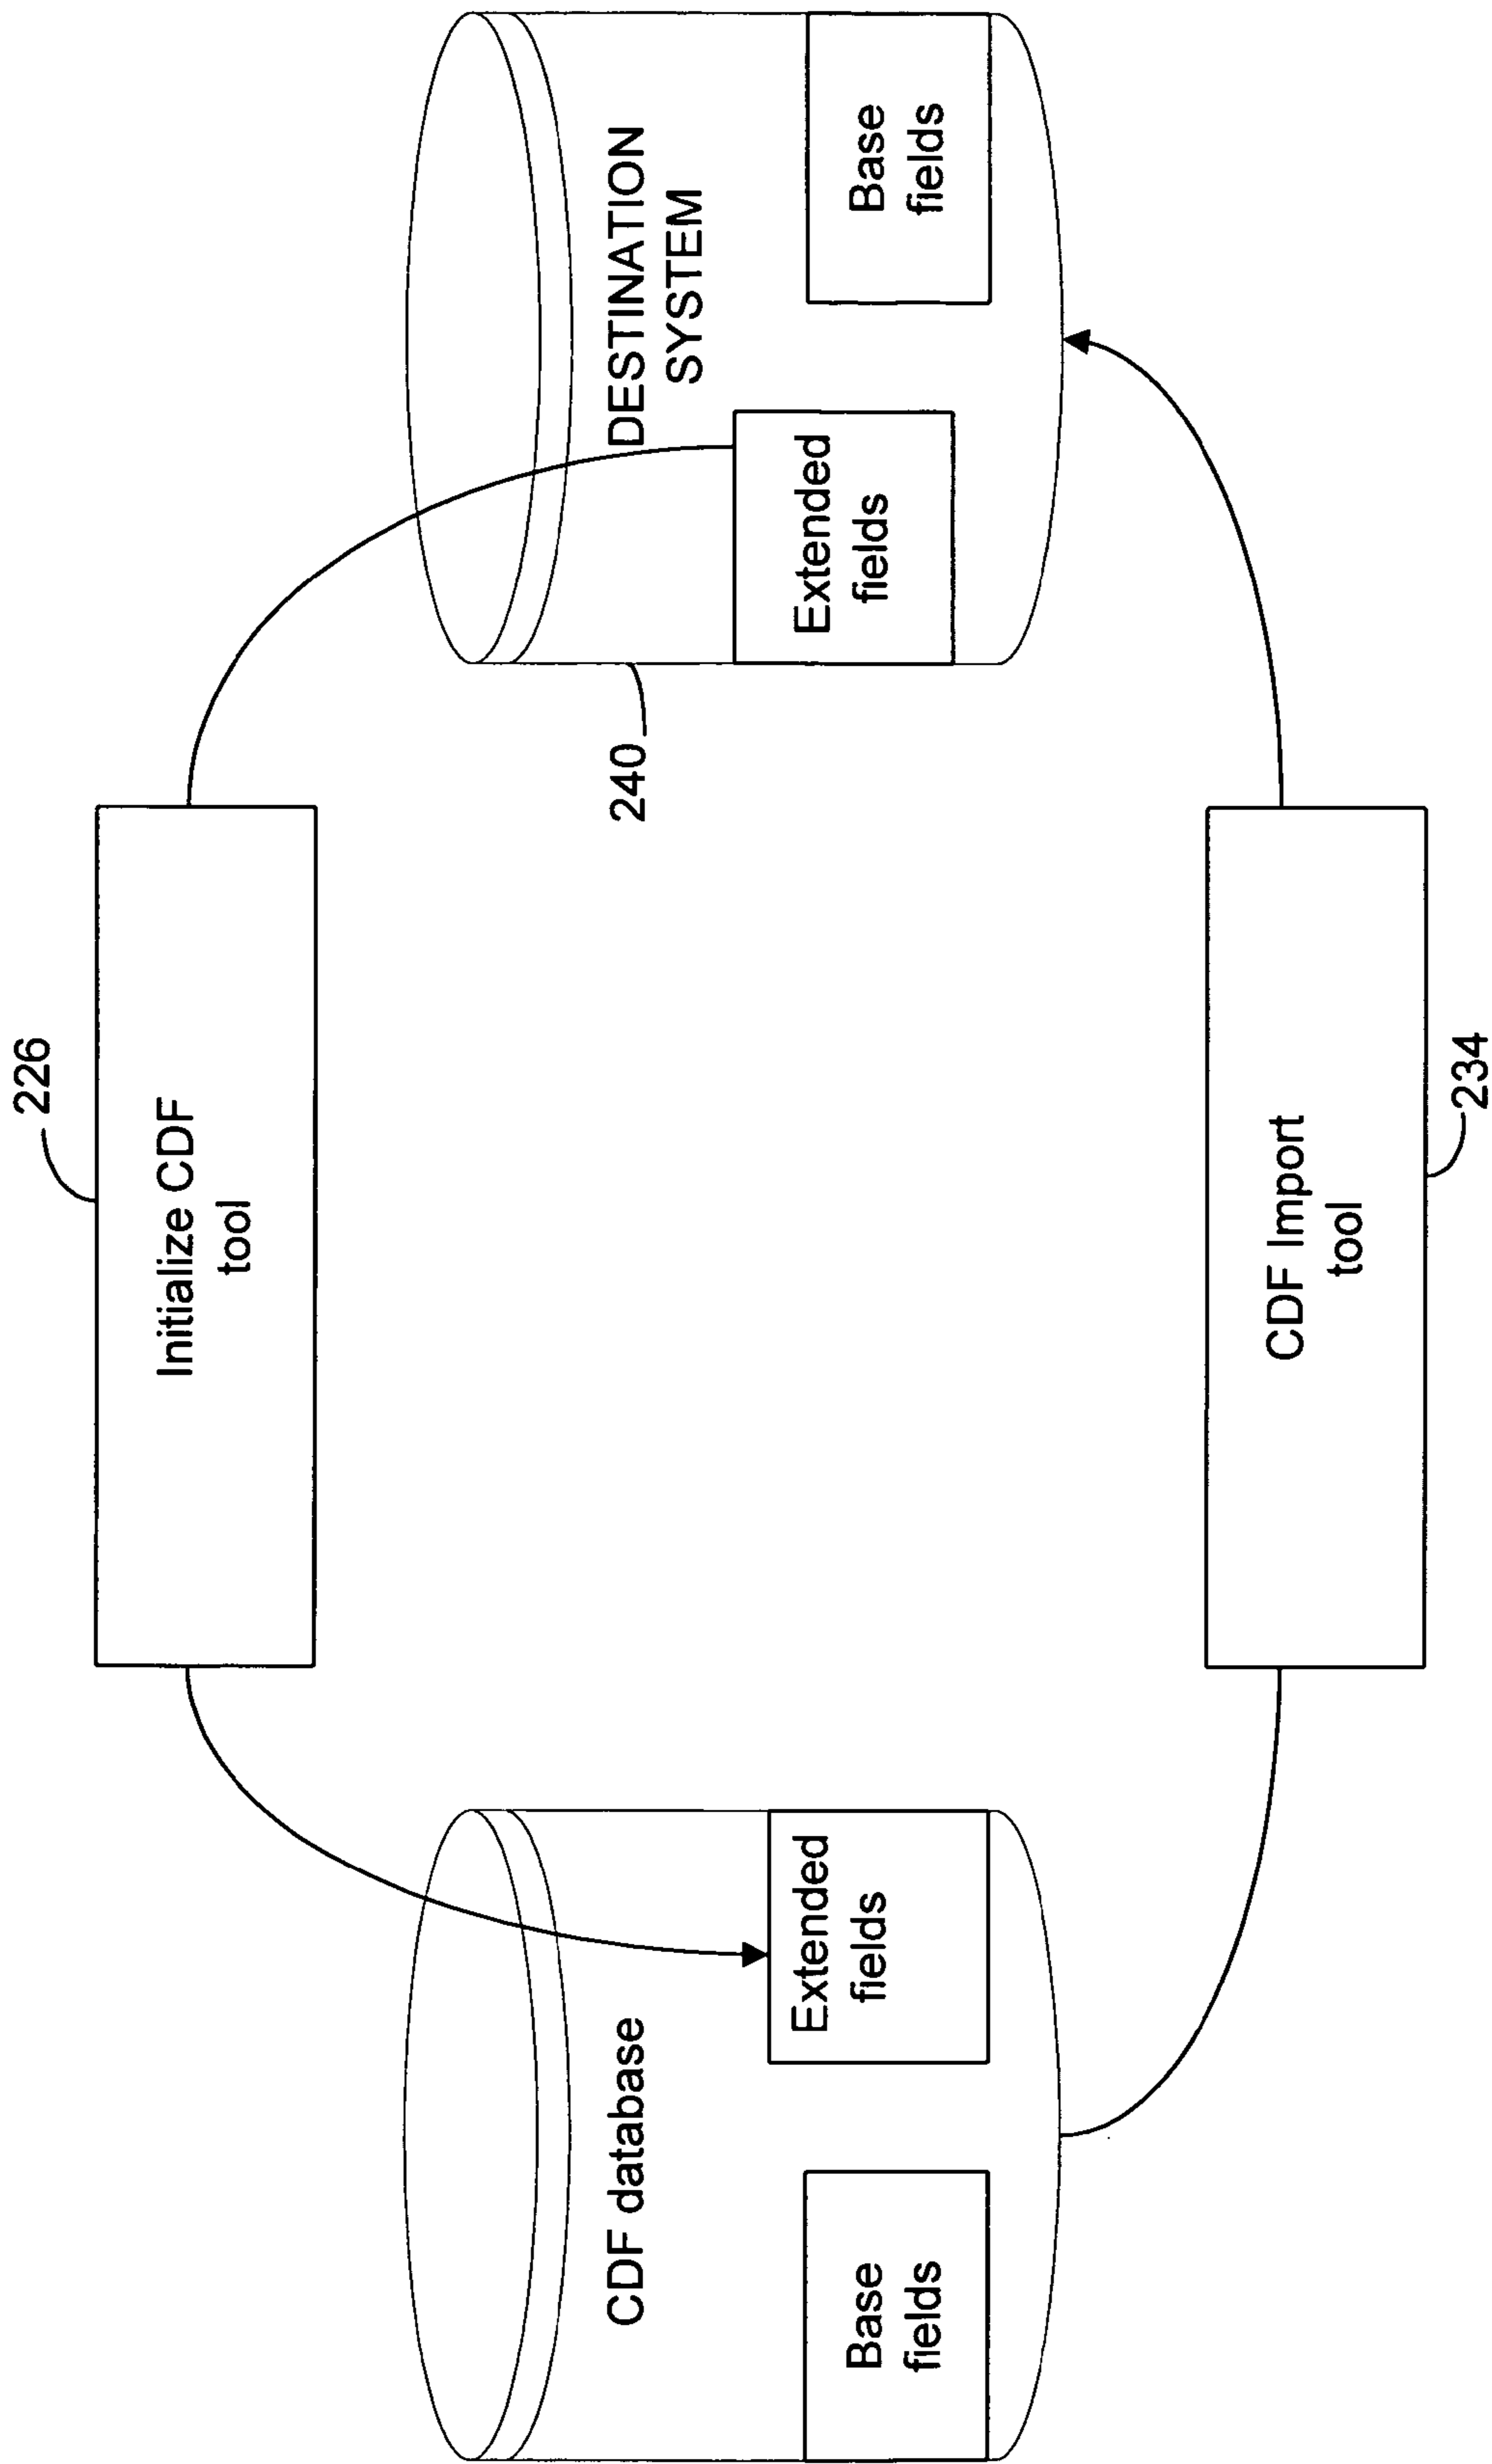 226
Initialize CDF
tool
CDF database
Base
fields
Extended
fields
240
DESTINATION
SYSTEM
Extended
fields
Base
fields
CDF Import
tool
234